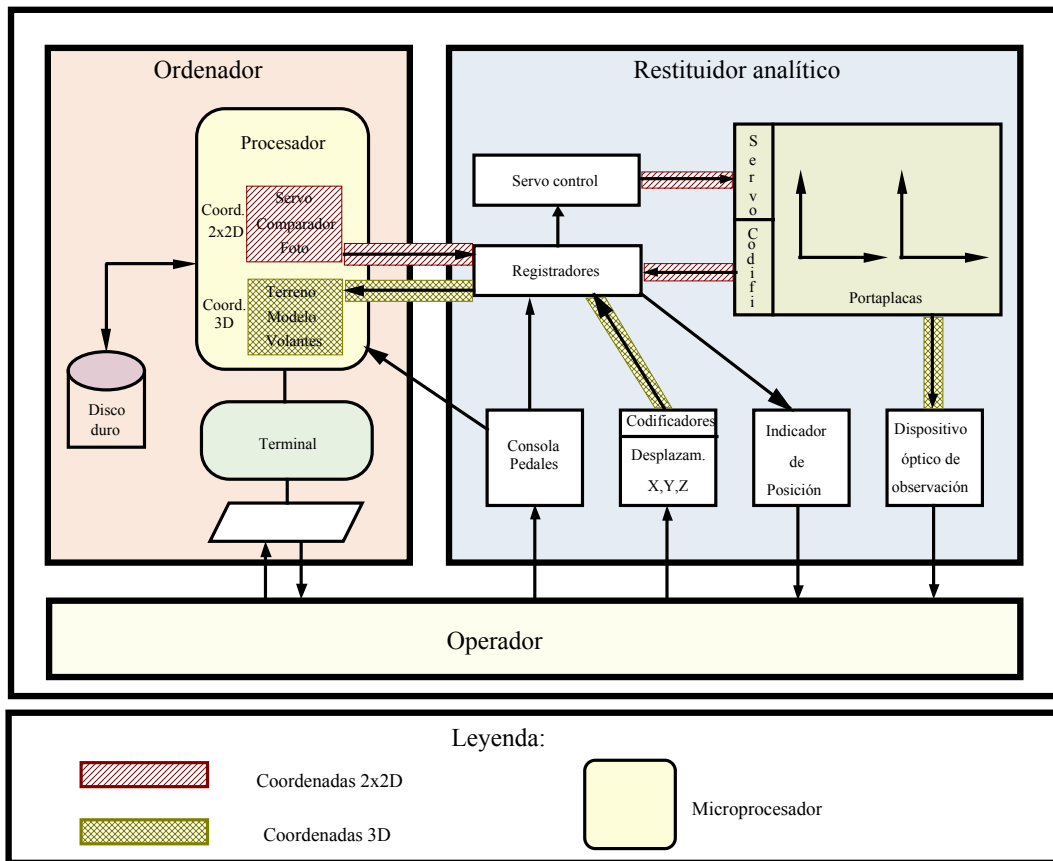 Ordenador
Procesador
Coord.
2x2D
Servo
Comparador
Foto
Coord.
3D
Terreno
Modelo
Volantes
Disco
duro
Terminal
Restituidor analítico
Servo control
Registradores
Servo
Codifi
Portaplacas
Consola
Pedales
Codificadores
Desplazam.
X,Y,Z
Indicador
de
Posición
Dispositivo
óptico de
observación
Operador
Leyenda:
Coordenadas 2x2D
Coordenadas 3D
Microprocesador